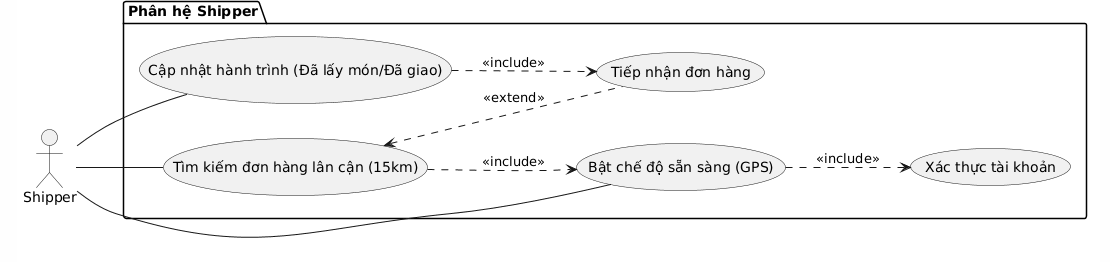 Phân hệ Shipper
Cập nhật hành trình (Đã lấy món/Đã giao)
«include»
Tiếp nhận đơn hàng
«extend»
Tìm kiếm đơn hàng lân cận (15km)
«include»
Bật chế độ sẵn sàng (GPS)
«include»
Xác thực tài khoản
Shipper